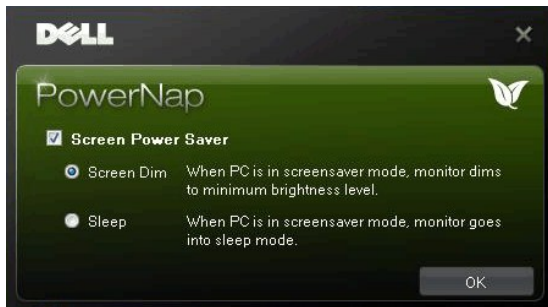 DELL
PowerNap
Screen Power Saver
Screen Dim When PC is in screensaver mode, monitor dims
to minimum brightness level.
Sleep When PC is in screensaver mode, monitor goes
into sleep mode.
OK